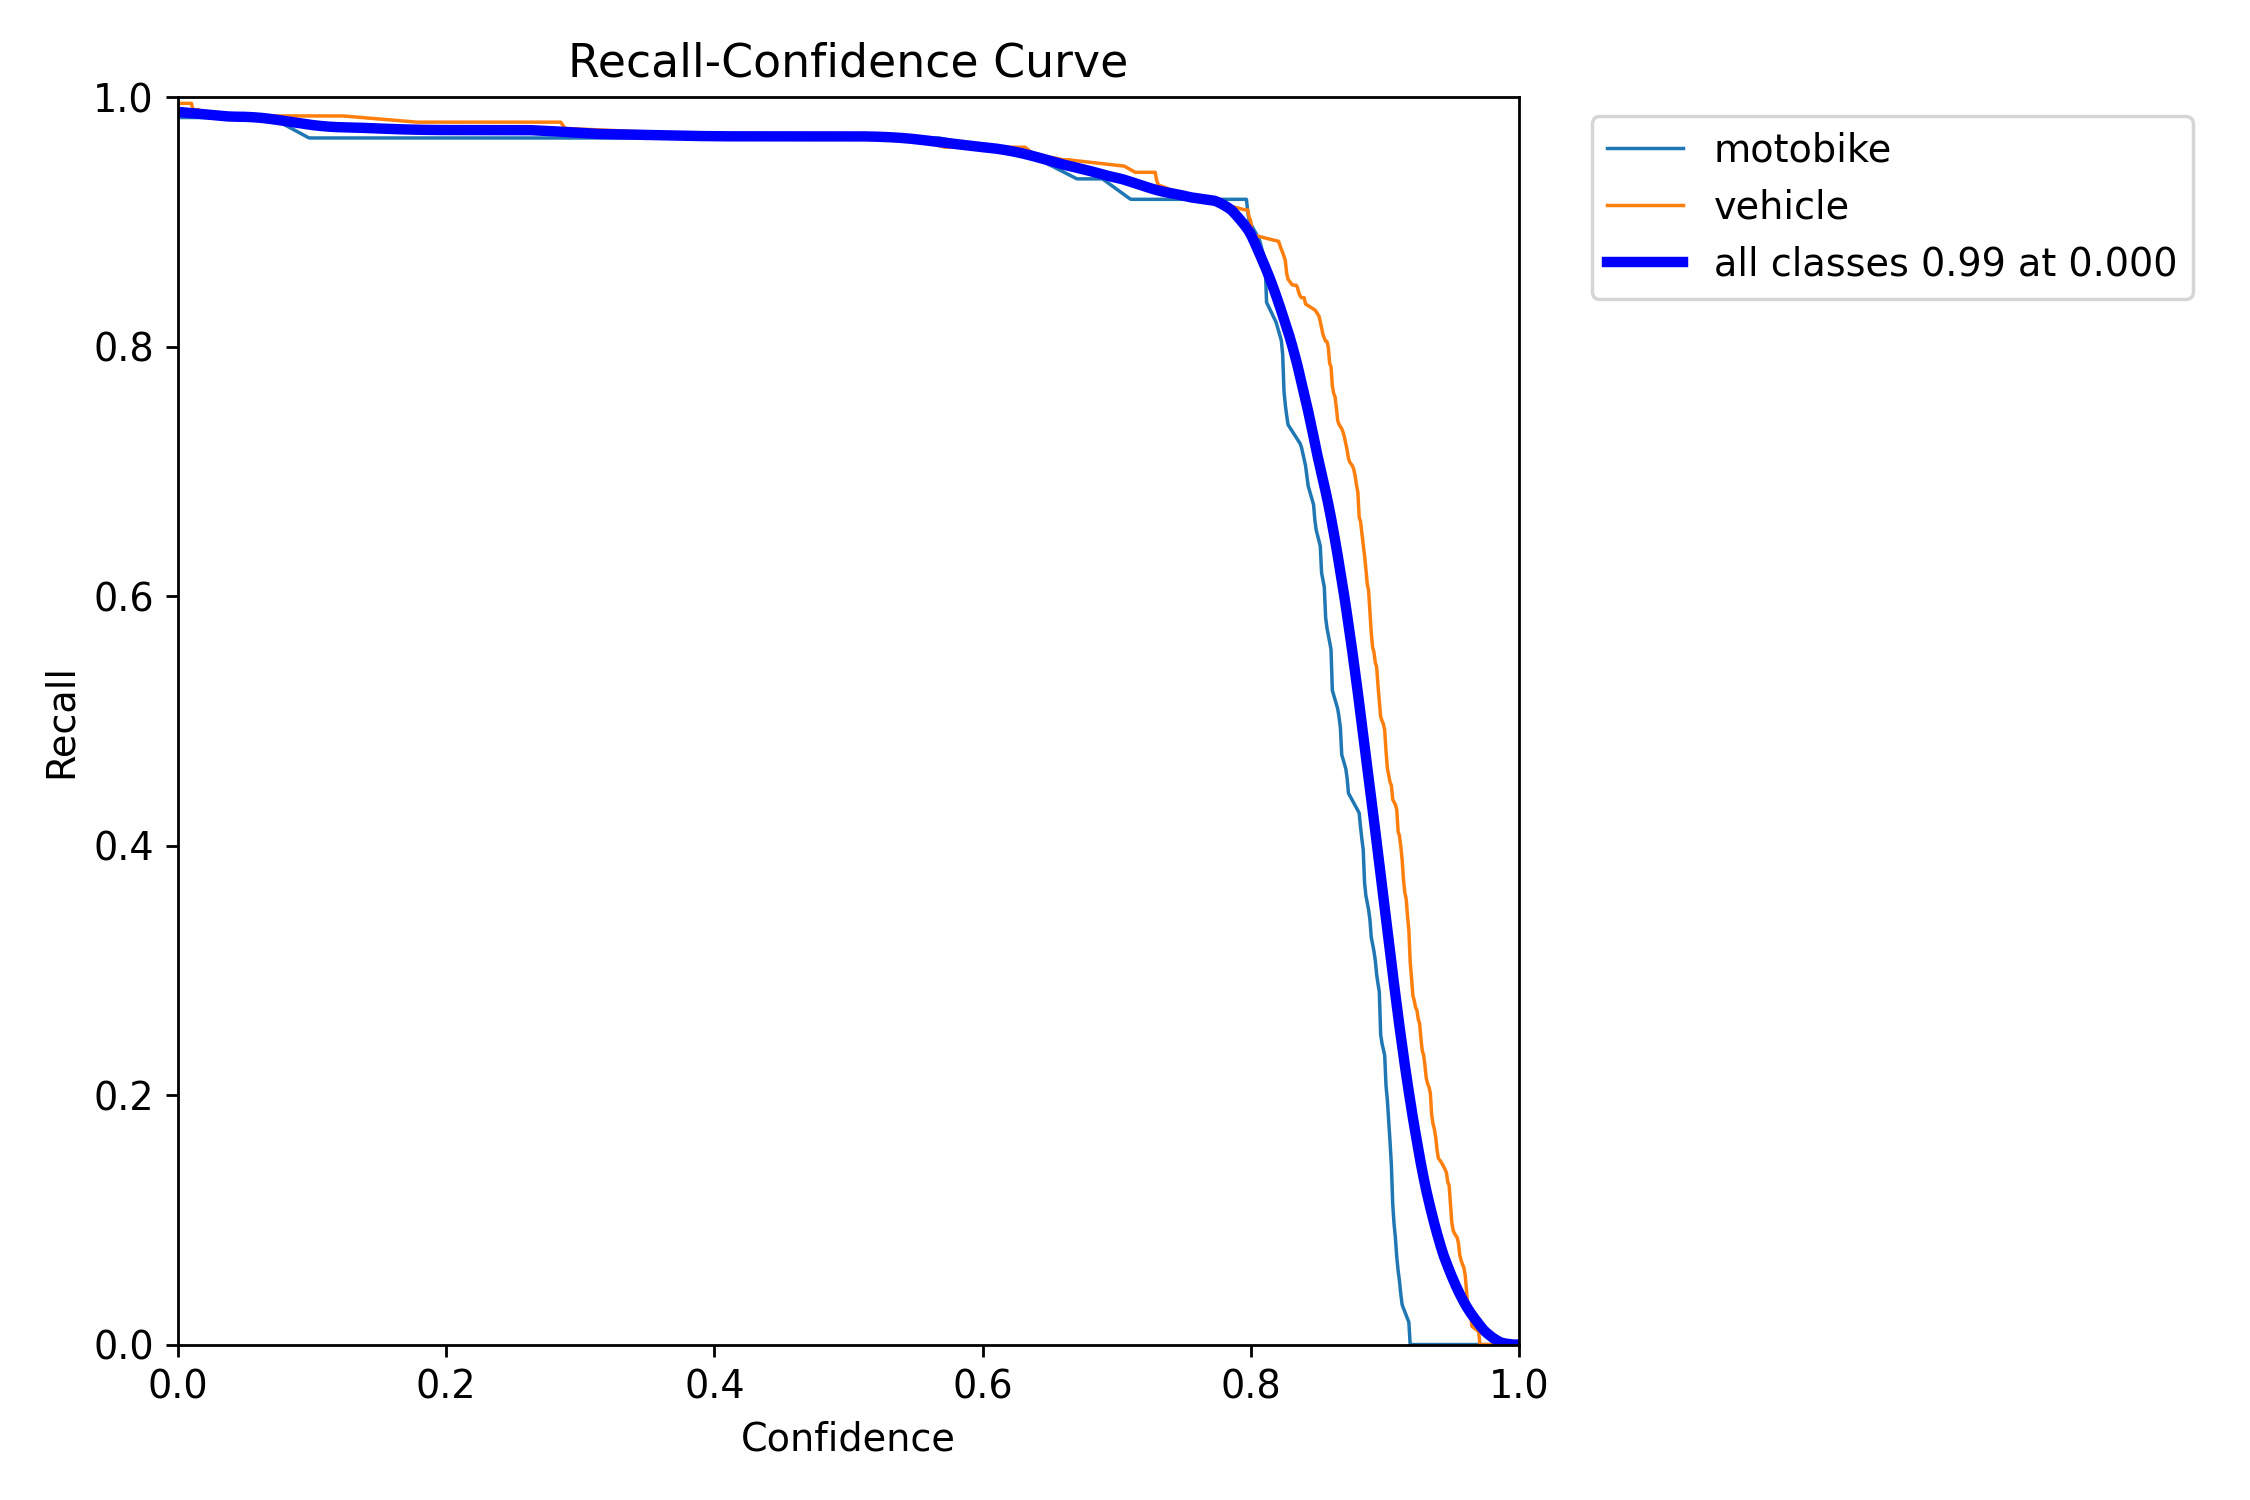 Recall-Confidence Curve
1.0
0.8
0.6
0.4
0.2
0.0
Recall
0.0 0.2 0.4 0.6 0.8 1.0
Confidence
motobike
vehicle
all classes 0.99 at 0.000